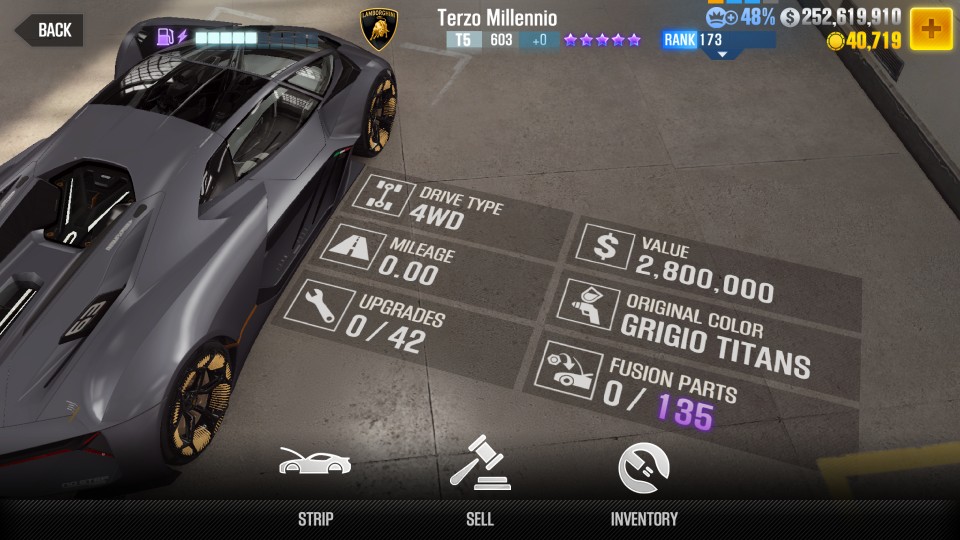 BACK
LAMBORGHINI
Terzo Millennio
T5 603 +0
RANK 173
48%
$ 252,619,910
40,719
+
DRIVE TYPE
4WD
MILEAGE
0.00
UPGRADES
0 / 42
$ VALUE
2,800,000
ORIGINAL COLOR
GRIGIO TITANS
FUSION PARTS
0 / 135
63
STRIP
SELL
INVENTORY